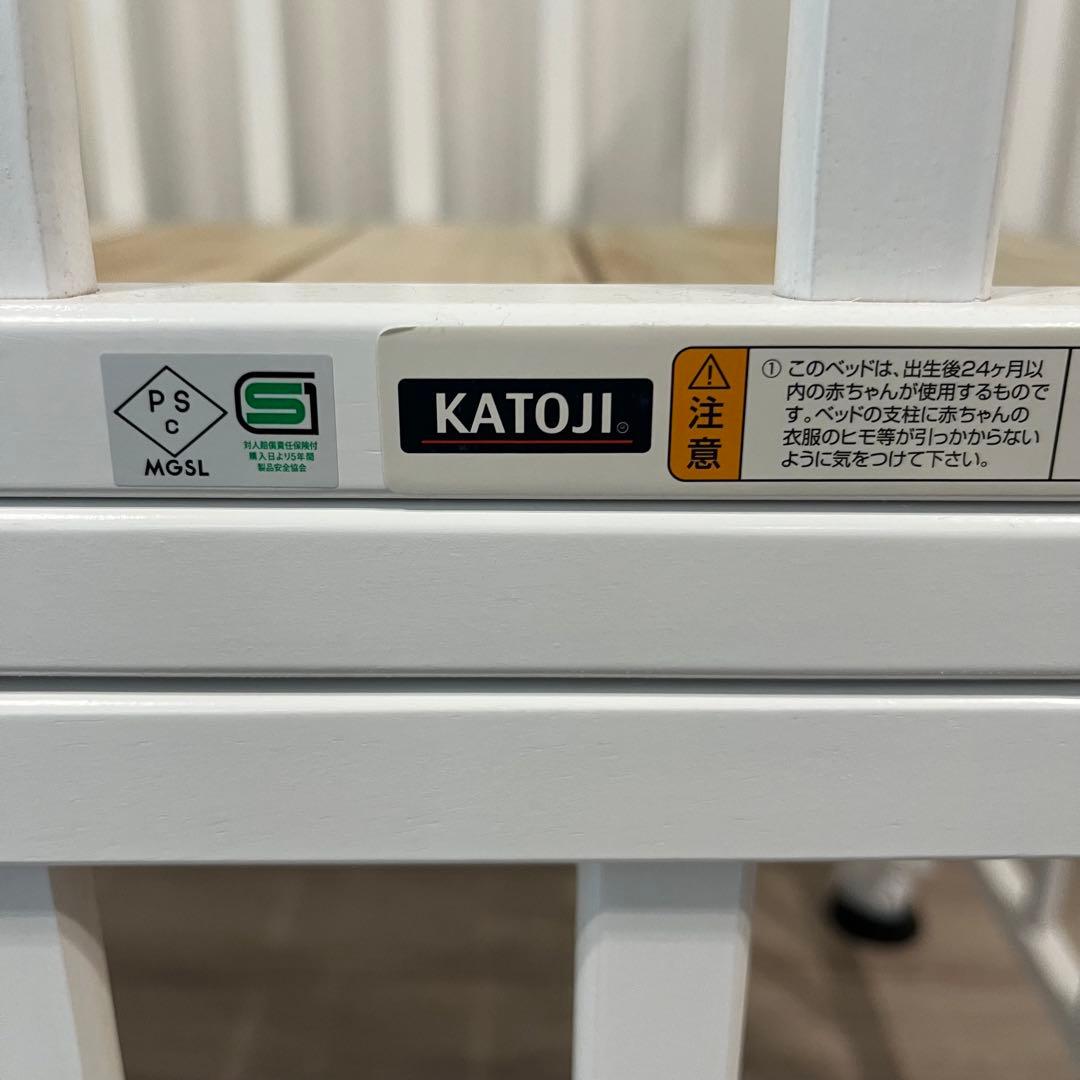 PS
C
MGSL
SG
対人賠償責任保険付
購入日より5年間
製品安全協会
KATOJI
注意
① このベッドは、出生後24ヶ月以
内の赤ちゃんが使用するもので
す。ベッドの支柱に赤ちゃんの
衣服のヒモ等が引っかからない
ように気をつけて下さい。